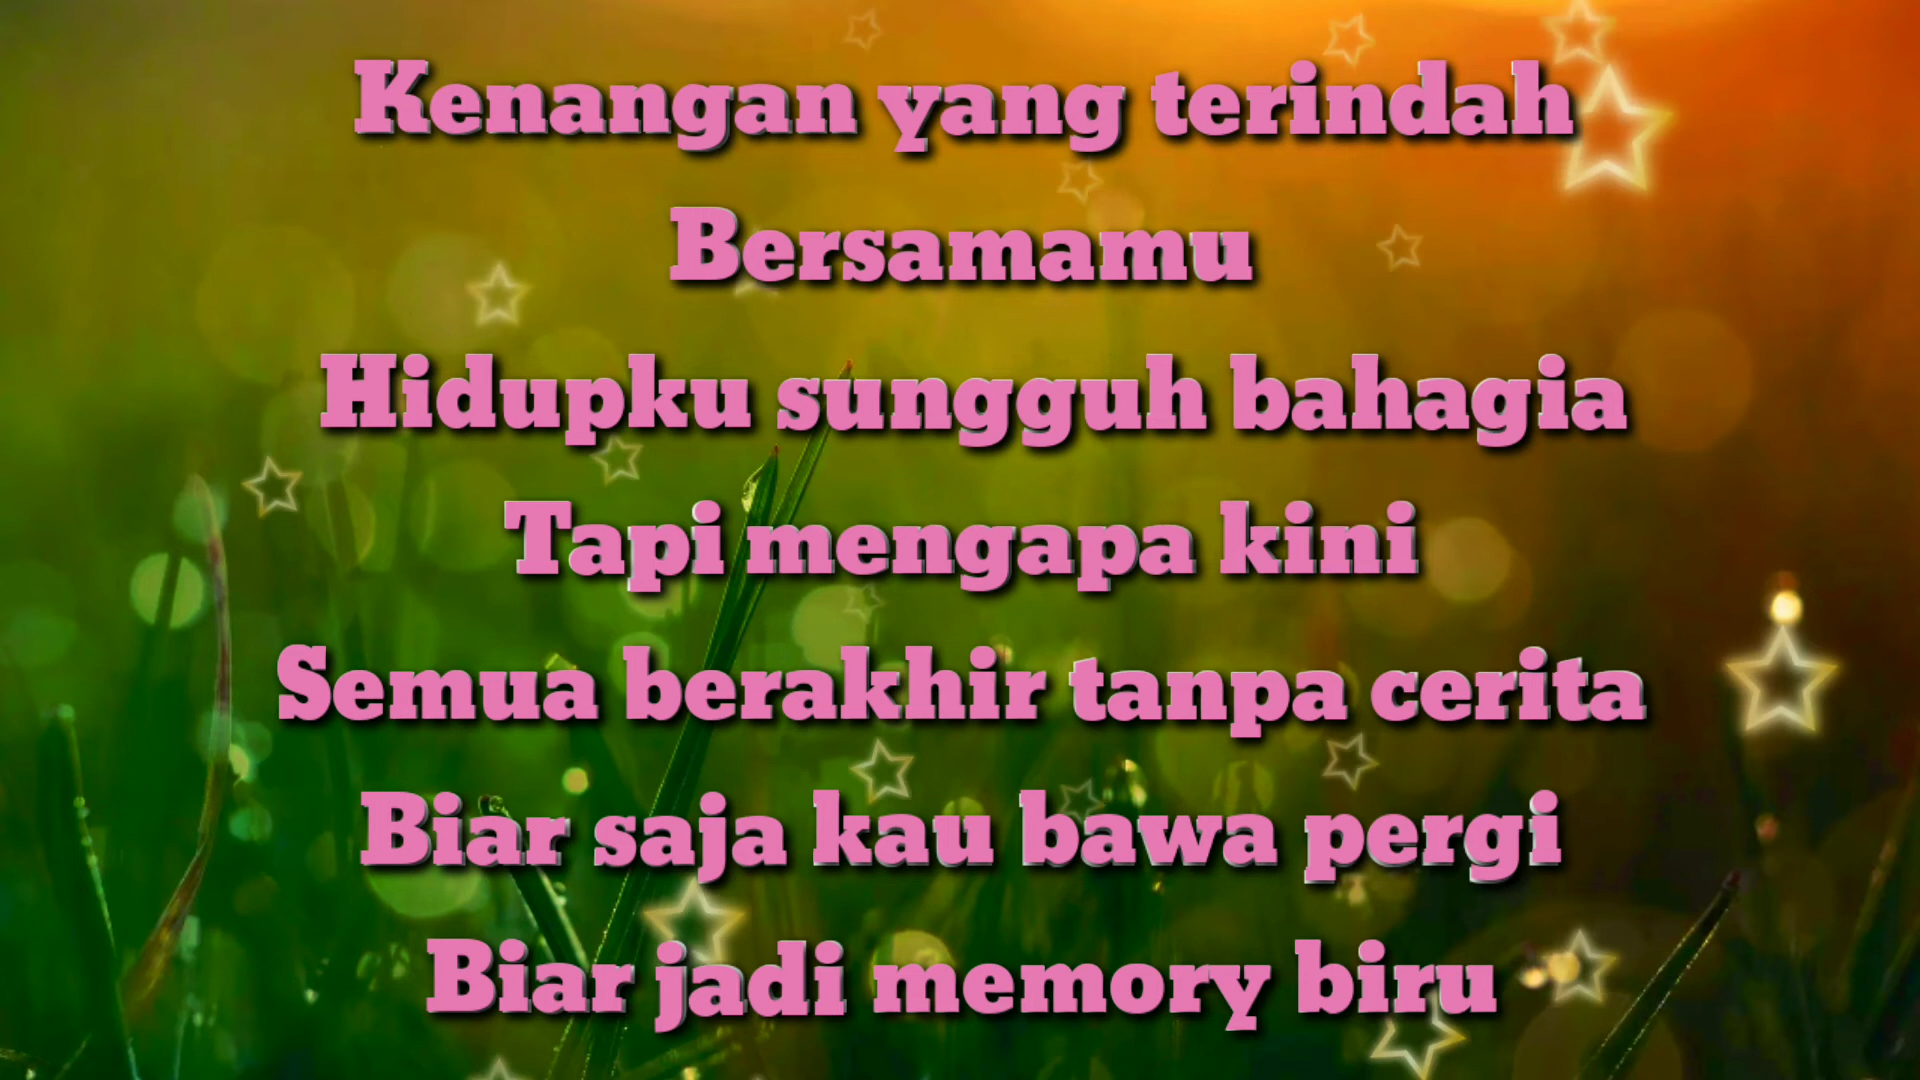 Kenangan yang terindah
Bersamamu
Hidupku sungguh bahagia
Tapi mengapa kini
Semua berakhir tanpa cerita
Biar saja kau bawa pergi
Biar jadi memory biru